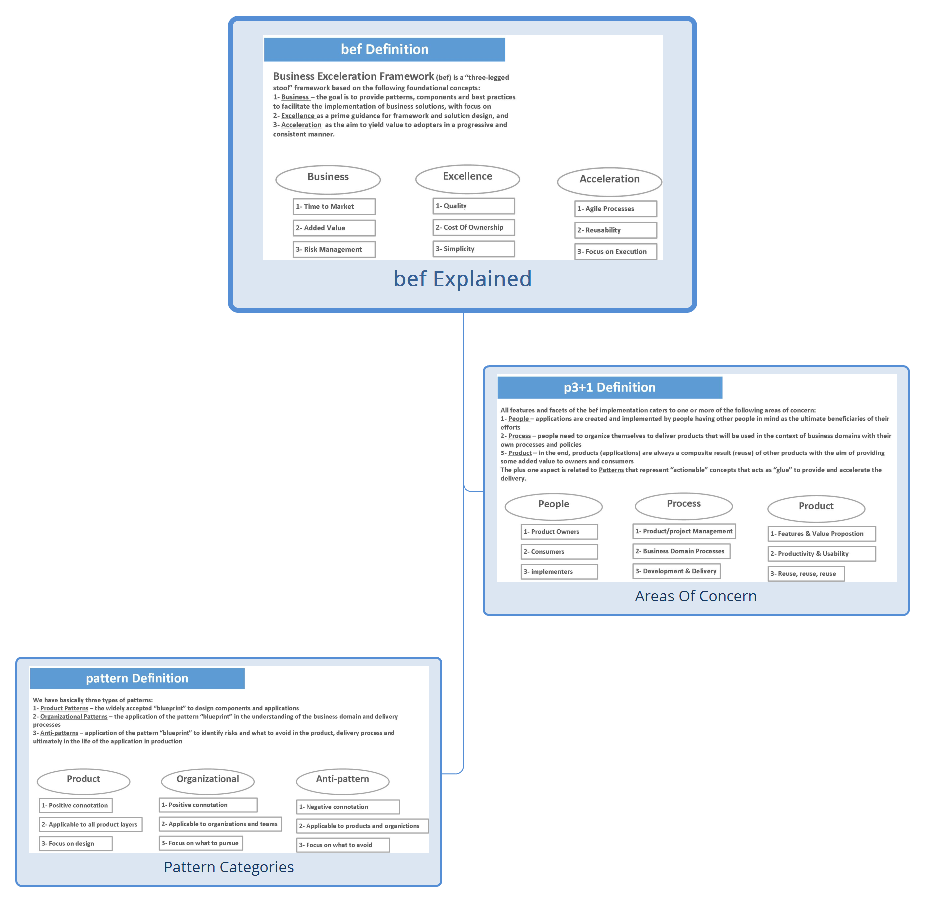 bef Definition
Business Exceleration Framework (bef) is a "three-legged
stool" framework based on the following foundational concepts:
1- Business – the goal is to provide patterns, components and best practices
to facilitate the implementation of business solutions, with focus on
2- Excellence as a prime guidance for framework and solution design, and
3- Acceleration as the aim to yield value to adopters in a progressive and
consistent manner.
Business
Excellence
Acceleration
1- Time to Market
1- Quality
1- Agile Processes
2- Added Value
2- Cost Of Ownership
2- Reusability
3- Risk Management
3- Simplicity
3- Focus on Execution
bef Explained
p3+1 Definition
All features and facets of the bef implementation caters to one or more of the following areas of concern:
1- People – applications are created and implemented by people having other people in mind as the ultimate beneficiaries of their
efforts
2- Process – people need to organize themselves to deliver products that will be used in the context of business domains with their
own processes and policies
3- Product – in the end, products (applications) are always a composite result (reuse) of other products with the aim of providing
some added value to owners and consumers
The plus one aspect is related to Patterns that represent "actionable" concepts that acts as "glue" to provide and accelerate the
delivery.
People
Process
Product
1- Product Owners
1- Product/project Management
1- Features & Value Propostion
2- Consumers
2- Business Domain Processes
2- Productivity & Usability
3- Implementers
3- Development & Delivery
3- Reuse, reuse, reuse
Areas Of Concern
pattern Definition
We have basically three types of patterns:
1- Product Patterns – the widely accepted "blueprint" to design components and applications
2- Organizational Patterns – the application of the pattern "blueprint" in the understanding of the business domain and delivery
processes
3- Anti-patterns – application of the pattern "blueprint" to identify risks and what to avoid in the product, delivery process and
ultimately in the life of the application in production
Product
Organizational
Anti-pattern
1- Positive connotation
1- Positive connotation
1- Negative connotation
2- Applicable to all product layers
2- Applicable to organizations and teams
2- Applicable to products and organiztions
3- Focus on design
3- Focus on what to pursue
3- Focus on what to avoid
Pattern Categories